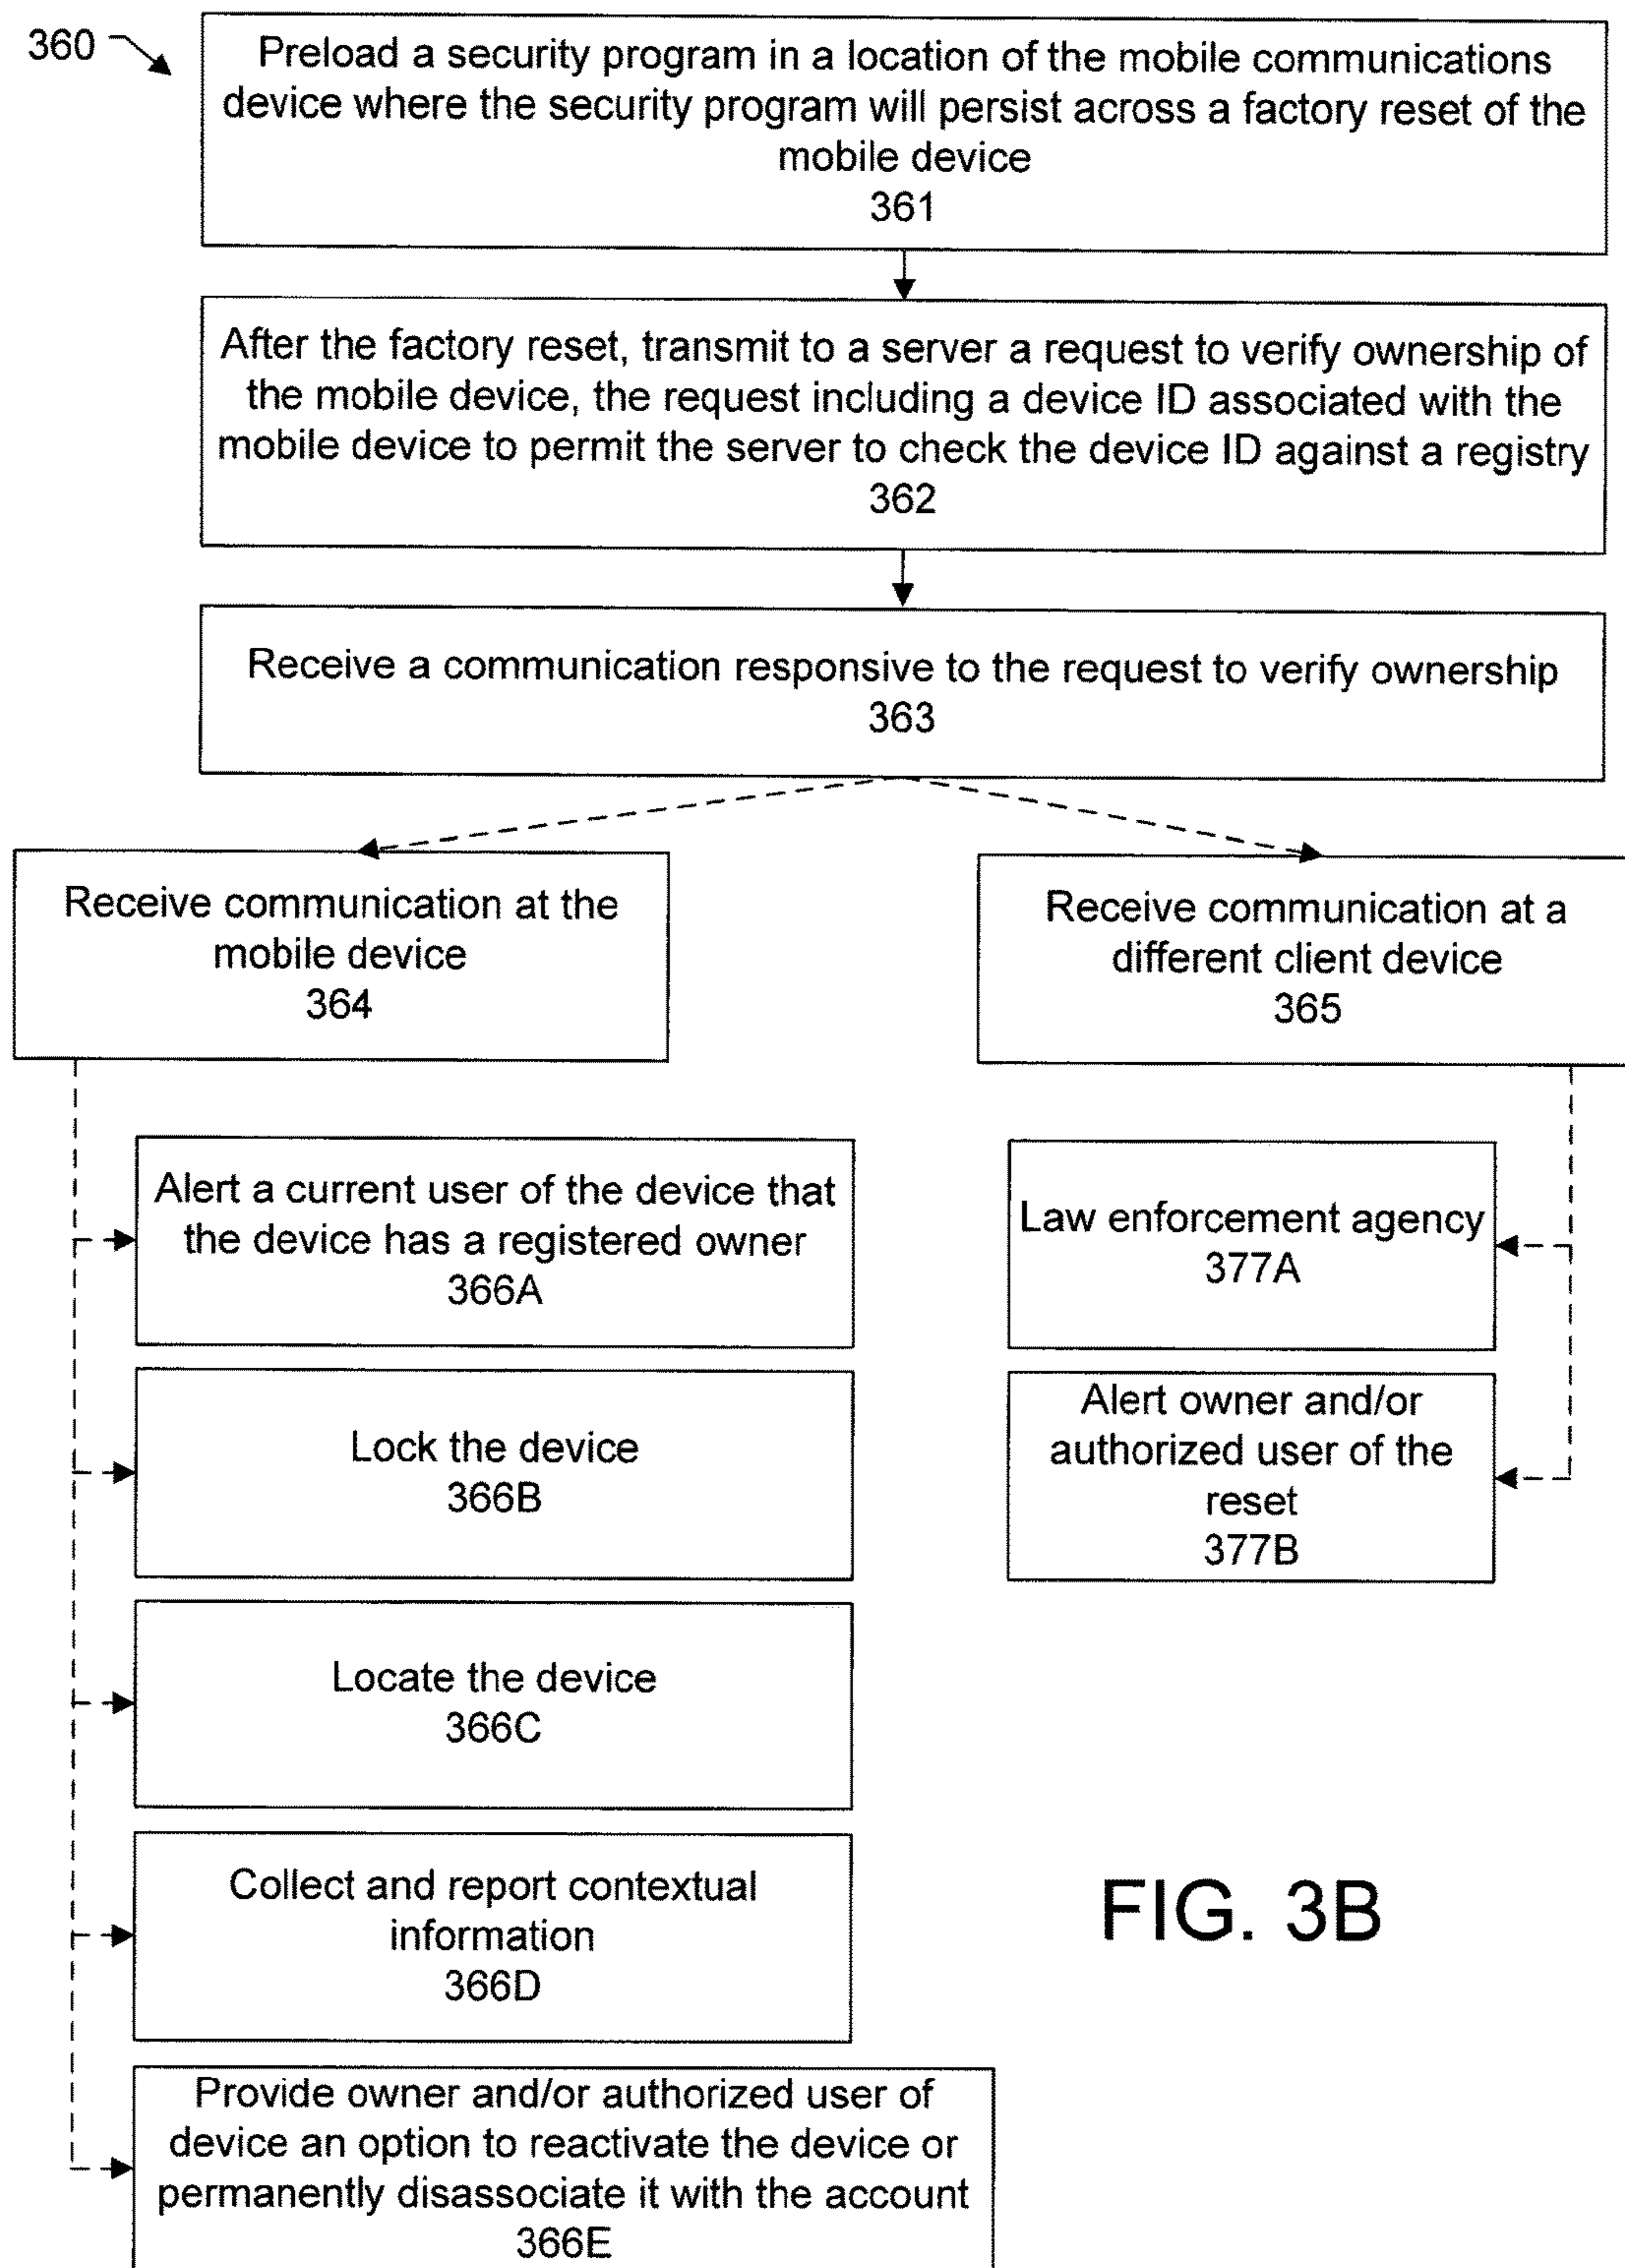 360
Preload a security program in a location of the mobile communications
device where the security program will persist across a factory reset of the
mobile device
361
After the factory reset, transmit to a server a request to verify ownership of
the mobile device, the request including a device ID associated with the
mobile device to permit the server to check the device ID against a registry
362
Receive a communication responsive to the request to verify ownership
363
Receive communication at the
mobile device
364
Receive communication at a
different client device
365
Alert a current user of the device that
the device has a registered owner
366A
Law enforcement agency
377A
Lock the device
366B
Alert owner and/or
authorized user of the
reset
377B
Locate the device
366C
Collect and report contextual
information
366D
FIG. 3B
Provide owner and/or authorized user of
device an option to reactivate the device or
permanently disassociate it with the account
366E